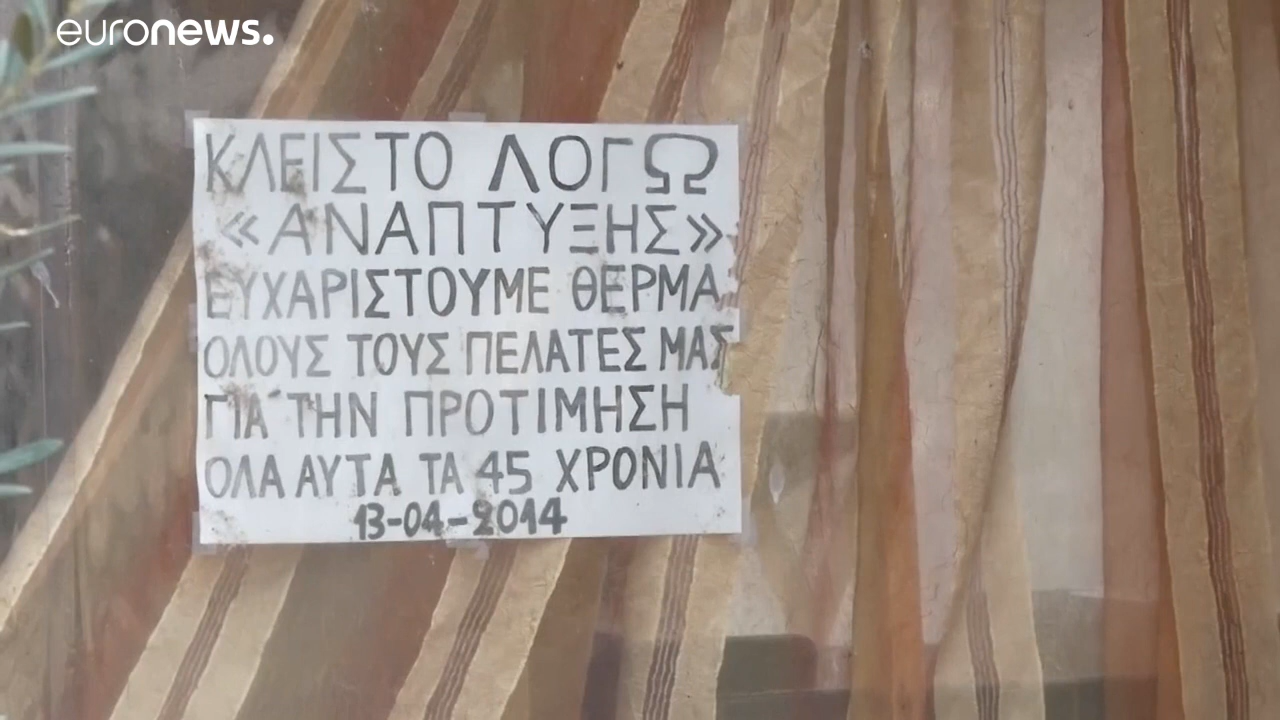 euronews.
ΚΛΕΙΣΤΟ ΛΟΓΩ
«ΑΝΑΠΤΥΞΗΣ»
ΕΥΧΑΡΙΣΤΟΥΜΕ ΘΕΡΜΑ
ΟΛΟΥΣ ΤΟΥΣ ΠΕΛΑΤΕΣ ΜΑΣ
ΓΙΑ ΤΗΝ ΠΡΟΤΙΜΗΣΗ
ΟΛΑ ΑΥΤΑ ΤΑ 45 ΧΡΟΝΙΑ
13-04-2014